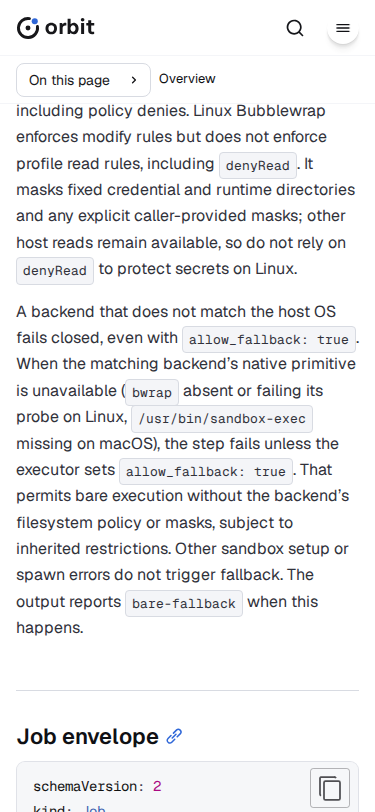 orbit
On this page
Overview
including policy denies. Linux Bubblewrap
enforces modify rules but does not enforce
profile read rules, including denyRead. It
masks fixed credential and runtime directories
and any explicit caller-provided masks; other
host reads remain available, so do not rely on
denyRead to protect secrets on Linux.
A backend that does not match the host OS
fails closed, even with allow_fallback: true.
When the matching backend’s native primitive
is unavailable (bwrap absent or failing its
probe on Linux, /usr/bin/sandbox-exec
missing on macOS), the step fails unless the
executor sets allow_fallback: true. That
permits bare execution without the backend’s
filesystem policy or masks, subject to
inherited restrictions. Other sandbox setup or
spawn errors do not trigger fallback. The
output reports bare-fallback when this
happens.
Job envelope
schemaVersion: 2
kind: Job